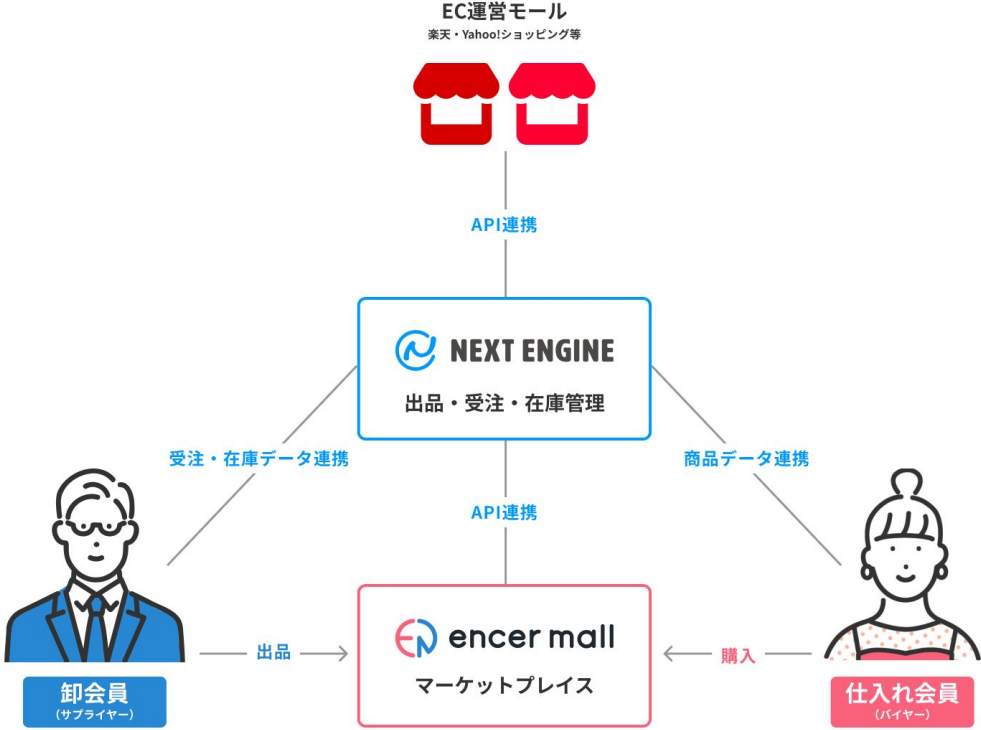 EC運営モール
楽天・Yahoo!ショッピング等
API連携
NEXT ENGINE
出品・受注・在庫管理
受注・在庫データ連携
商品データ連携
API連携
encer mall
マーケットプレイス
出品
購入
卸会員
（サプライヤー）
仕入れ会員
（バイヤー）